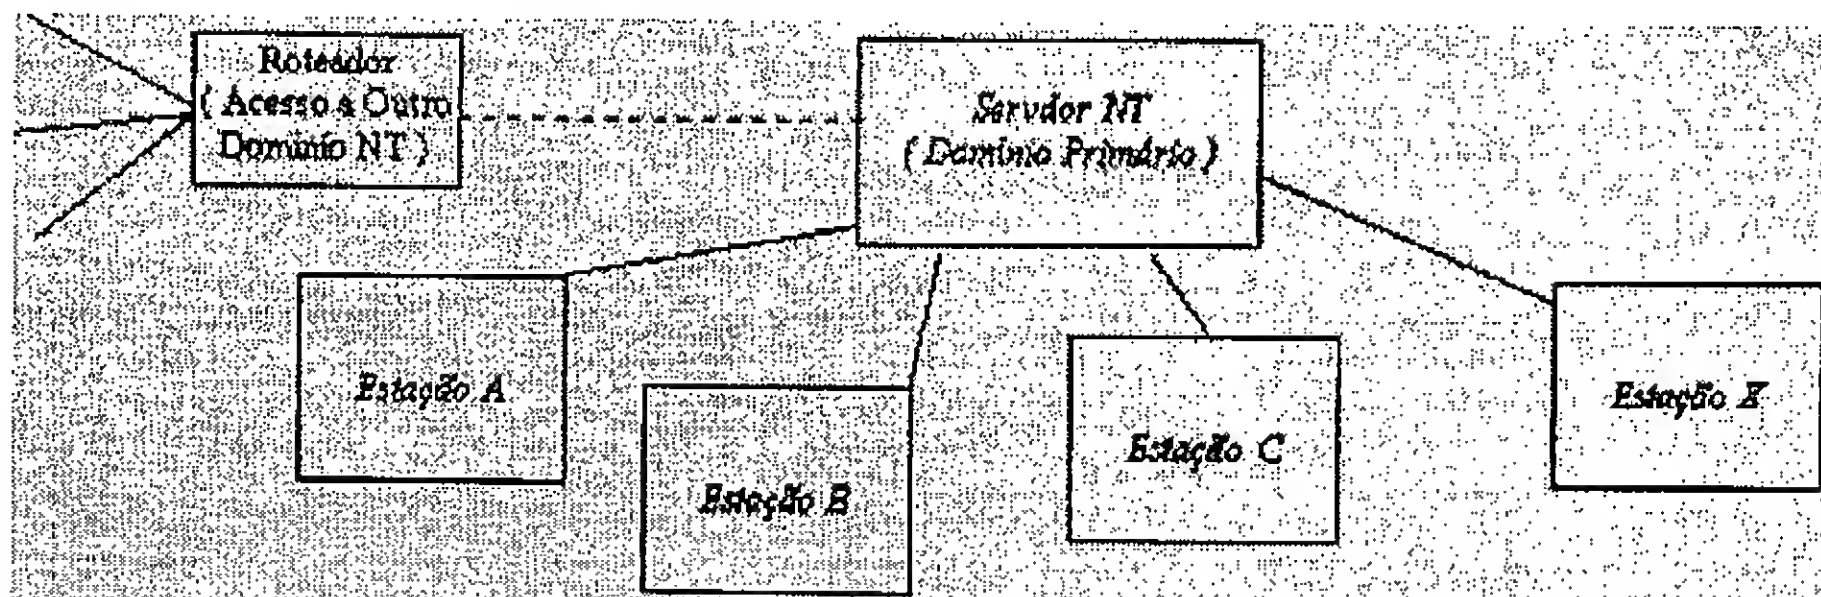 Roteador
( Acesso a Outro
Domínio NT )
Servidor NT
( Domínio Primário )
Estação A
Estação B
Estação C
Estação X